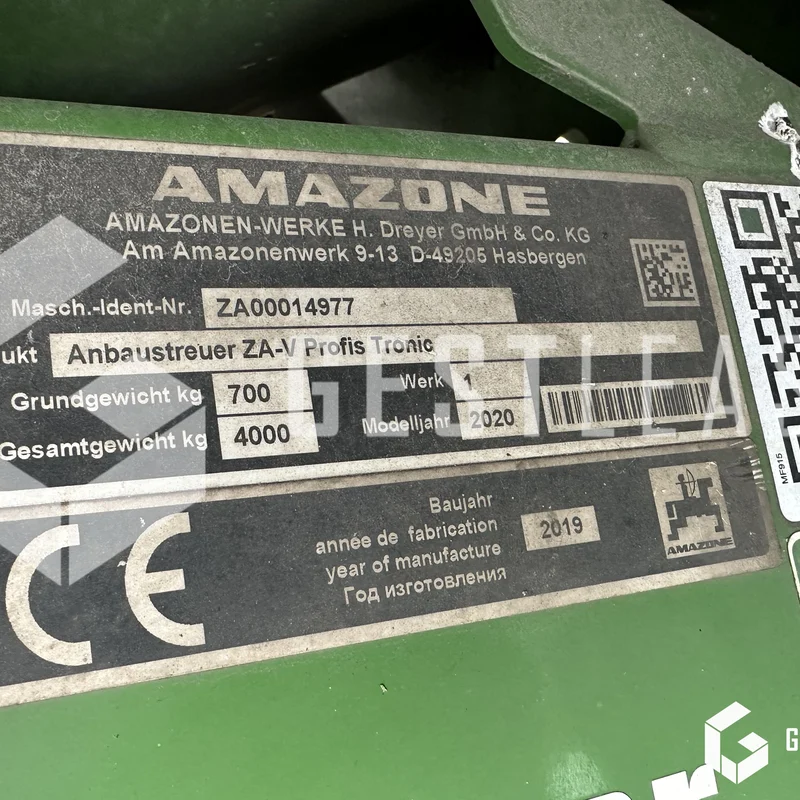 AMAZONE
AMAZONEN-WERKE H. Dreyer GmbH & Co. KG
Am Amazonenwerk 9-13 D-49205 Hasbergen
Masch.-Ident-Nr. ZA00014977
ukt Anbaustreuer ZA-V Profis Tronic
Grundgewicht kg 700 Werk 1
Gesamtgewicht kg 4000 Modelljahr 2020
GESTLEA
MF915
CE
Baujahr
année de fabrication
year of manufacture
Год изготовления
2019
AMAZONE
G